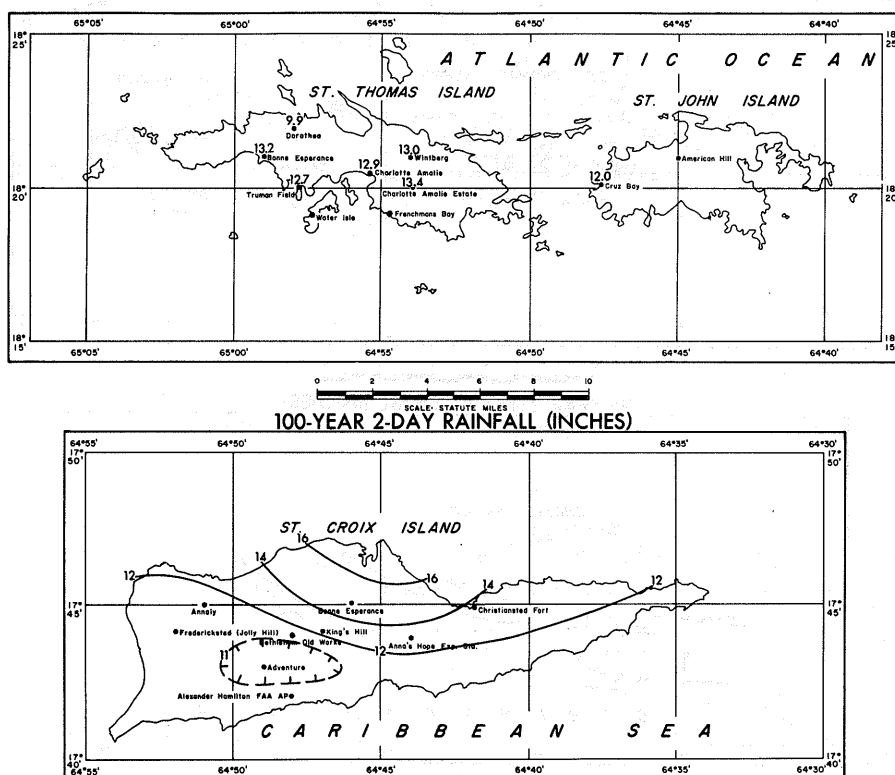 65°05' 65°00' 64°55' 64°50' 64°45' 64°40'
18° 25' 18° 25'
ATLANTIC OCEAN
ST. THOMAS ISLAND
ST. JOHN ISLAND
9.9
Dorothea
13.2
Bonne Esperance
13.0
Wintberg
American Hill
12.9
Charlotte Amalie
12.7
Truman Field
13.4
Charlotte Amalie Estate
12.0
Cruz Bay
18° 20' 18° 20'
Water Isle
Frenchmans Bay
18° 15' 18° 15'
65°05' 65°00' 64°55' 64°50' 64°45' 64°40'
0 2 4 6 8 10
SCALE - STATUTE MILES
100-YEAR 2-DAY RAINFALL (INCHES)
64°55' 64°50' 64°45' 64°40' 64°35' 64°30'
17° 50' 17° 50'
ST. CROIX ISLAND
16
14
12 16 14 12
17° 45' 17° 45'
Annaly
Bonne Esperance
Christiansted Fort
Fredericksted (Jolly Hill)
King's Hill
Bethlehem Old Works
Anna's Hope Exp. Sta.
12
11
Adventure
Alexander Hamilton FAA AP
CARIBBEAN SEA
17° 40' 17° 40'
64°55' 64°50' 64°45' 64°40' 64°35' 64°30'